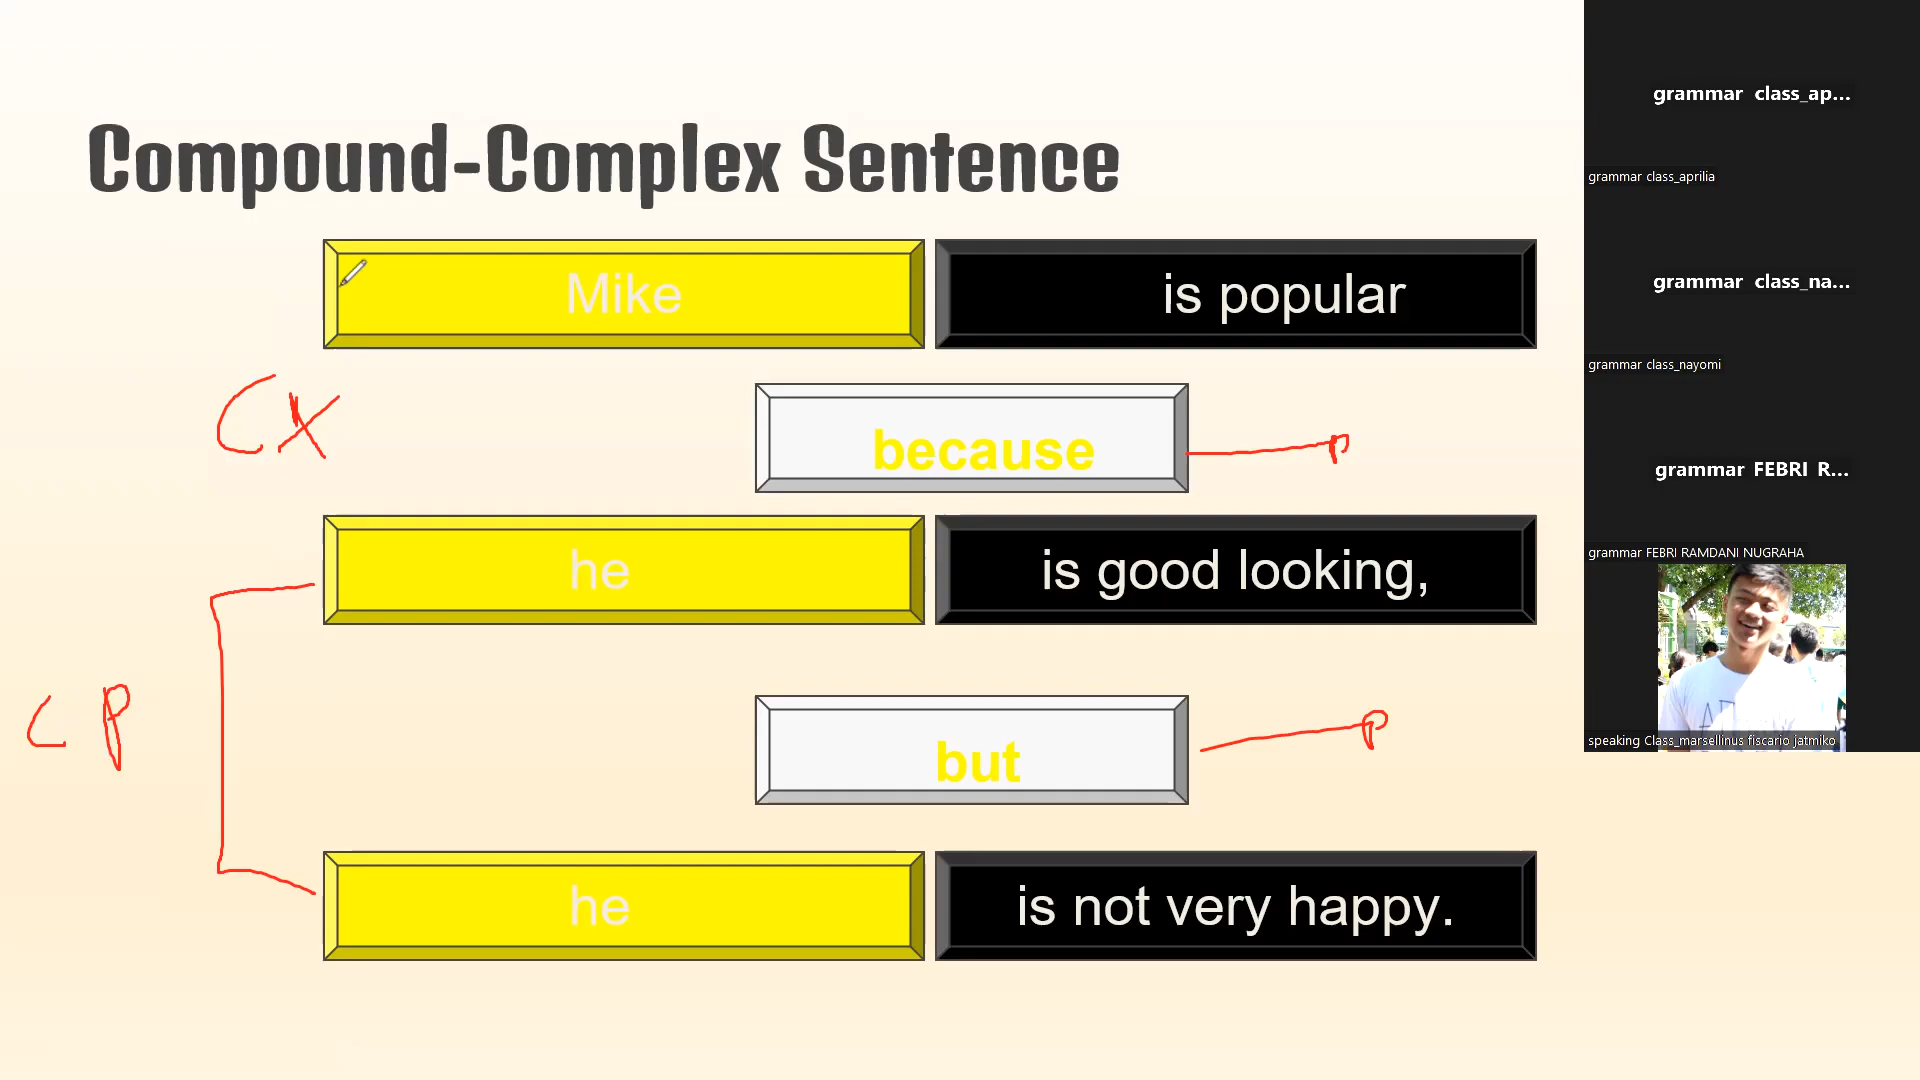 Compound-Complex Sentence
Mike is popular
CX
because P
he is good looking,
CP
but P
he is not very happy.
grammar class_ap...
grammar class_aprilia
grammar class_na...
grammar class_nayomi
grammar FEBRI R...
grammar FEBRI RAMDANI NUGRAHA
speaking Class_marsellinus fiscario jatmiko